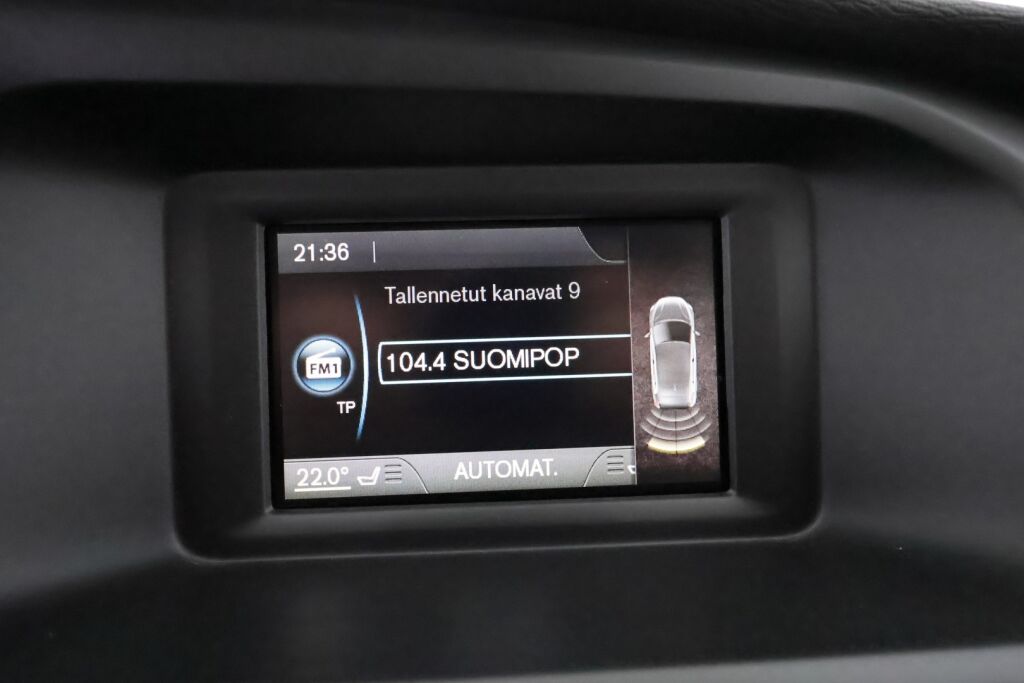 21:36
Tallennetut kanavat 9
104.4 SUOMIPOP
FM1
TP
22.0°
AUTOMAT.